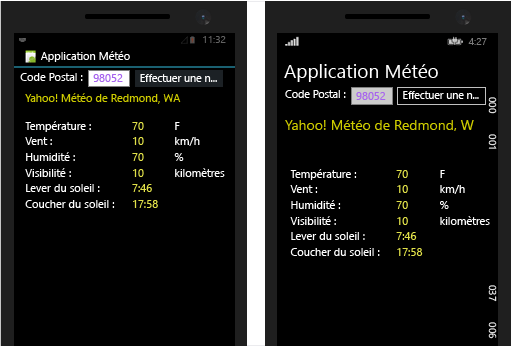 11:32
Application Météo
Code Postal : 98052 Effectuer une n...
Yahoo! Météo de Redmond, WA
Température : 70 F
Vent : 10 km/h
Humidité : 70 %
Visibilité : 10 kilomètres
Lever du soleil : 7:46
Coucher du soleil : 17:58
4:27
Application Météo
Code Postal : 98052 Effectuer une n...
Yahoo! Météo de Redmond, W
Température : 70 F
Vent : 10 km/h
Humidité : 70 %
Visibilité : 10 kilomètres
Lever du soleil : 7:46
Coucher du soleil : 17:58
000
001
037
006